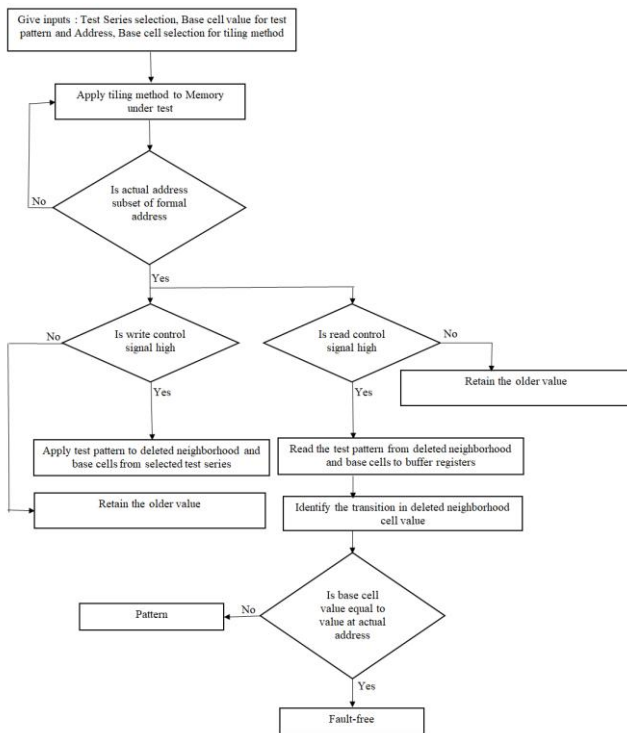 Give inputs : Test Series selection, Base cell value for test
pattern and Address, Base cell selection for tiling method
Apply tiling method to Memory
under test
Is actual address
subset of formal
address
No
Yes
Is write control
signal high
No
Yes
Is read control
signal high
No
Yes
Retain the older value
Apply test pattern to deleted neighborhood and
base cells from selected test series
Read the test pattern from deleted neighborhood
and base cells to buffer registers
Retain the older value
Identify the transition in deleted neighborhood
cell value
Is base cell
value equal to
value at actual
address
No
Pattern
Yes
Fault-free